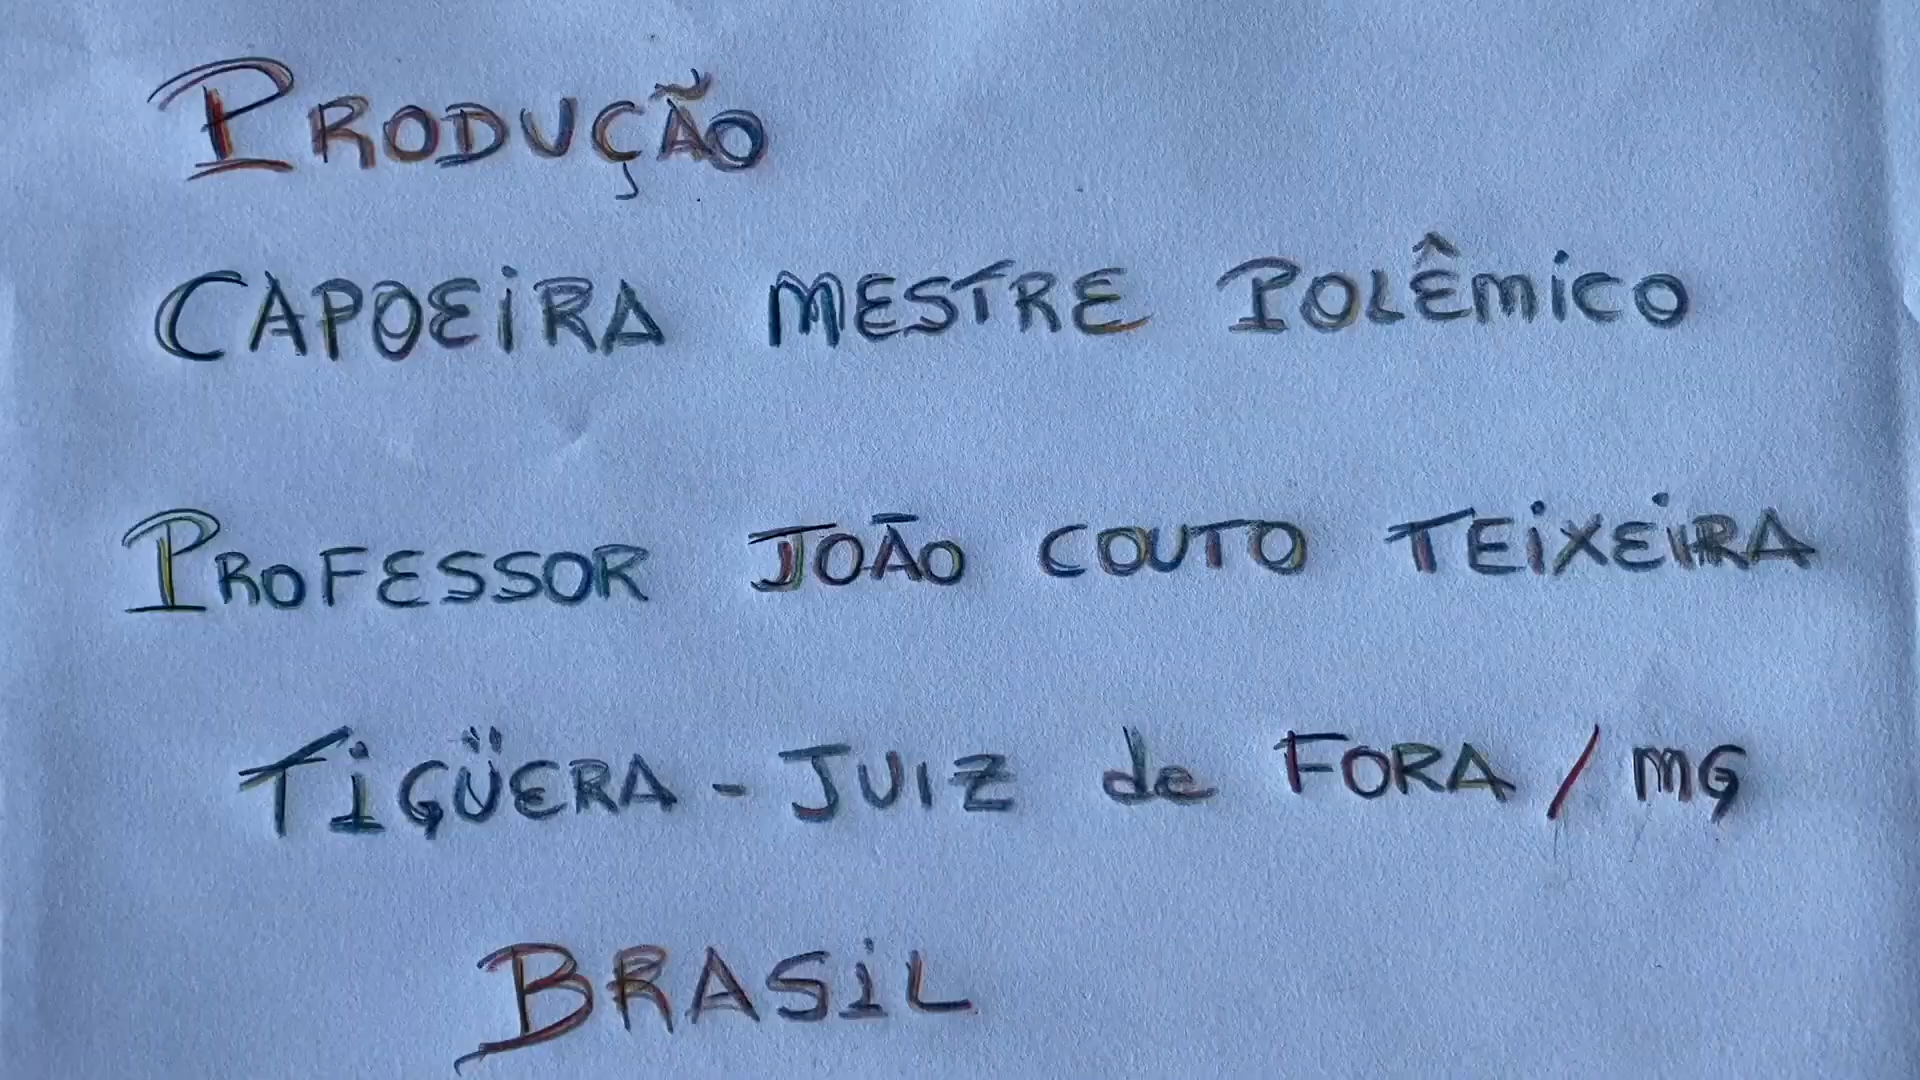 PRODUÇÃO
CAPOEiRA MESTRE POLÊMiCO
PROFESSOR JOÃO COUTO TEiXEiRA
TiGÜERA - JUIZ de FORA / MG
BRASiL